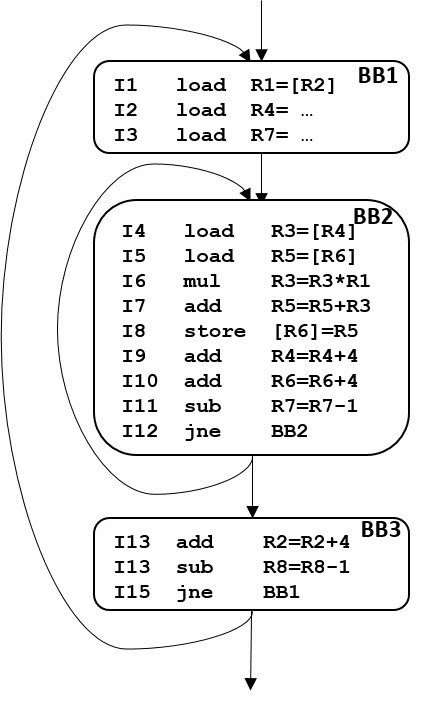 BB1
I1 load R1=[R2]
I2 load R4= …
I3 load R7= …
BB2
I4 load R3=[R4]
I5 load R5=[R6]
I6 mul R3=R3*R1
I7 add R5=R5+R3
I8 store [R6]=R5
I9 add R4=R4+4
I10 add R6=R6+4
I11 sub R7=R7-1
I12 jne BB2
BB3
I13 add R2=R2+4
I13 sub R8=R8-1
I15 jne BB1